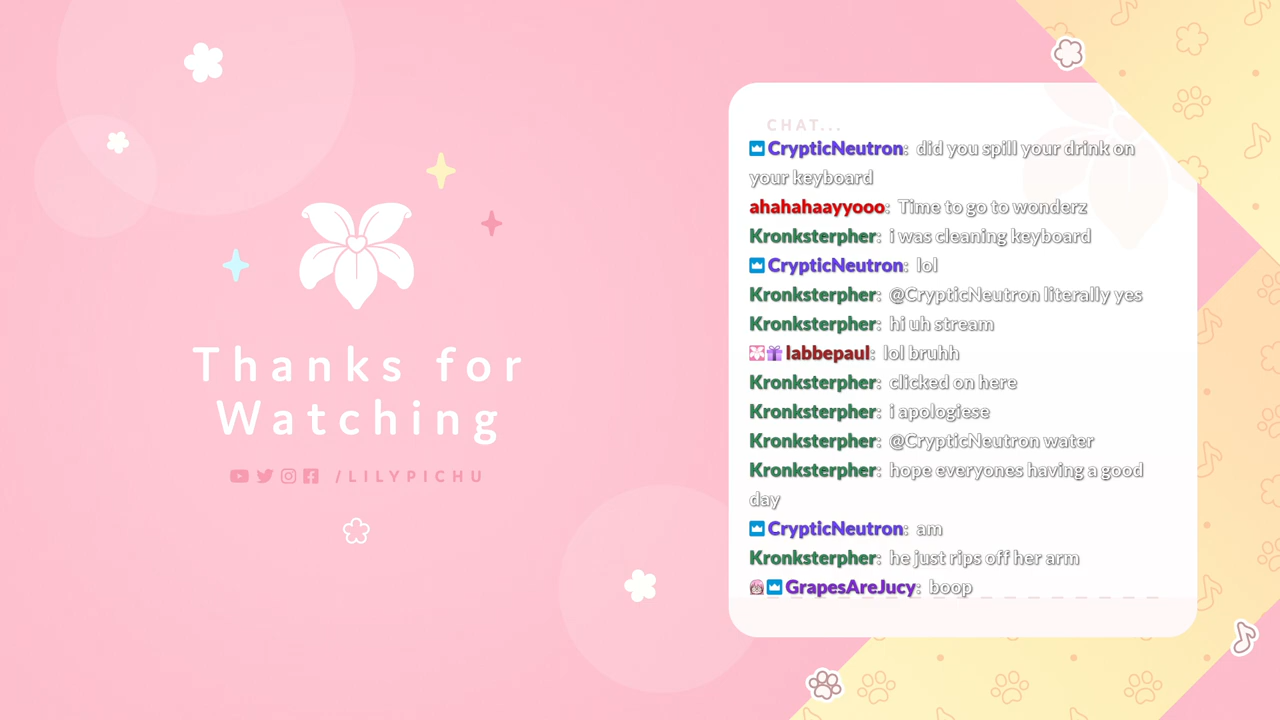 Thanks for
Watching
/LILYPICHU
CHAT...
CrypticNeutron: did you spill your drink on
your keyboard
ahahahaayyooo: Time to go to wonderz
Kronksterpher: i was cleaning keyboard
CrypticNeutron: lol
Kronksterpher: @CrypticNeutron literally yes
Kronksterpher: hi uh stream
labbepaul: lol bruhh
Kronksterpher: clicked on here
Kronksterpher: i apologiese
Kronksterpher: @CrypticNeutron water
Kronksterpher: hope everyones having a good
day
CrypticNeutron: am
Kronksterpher: he just rips off her arm
GrapesAreJucy: boop